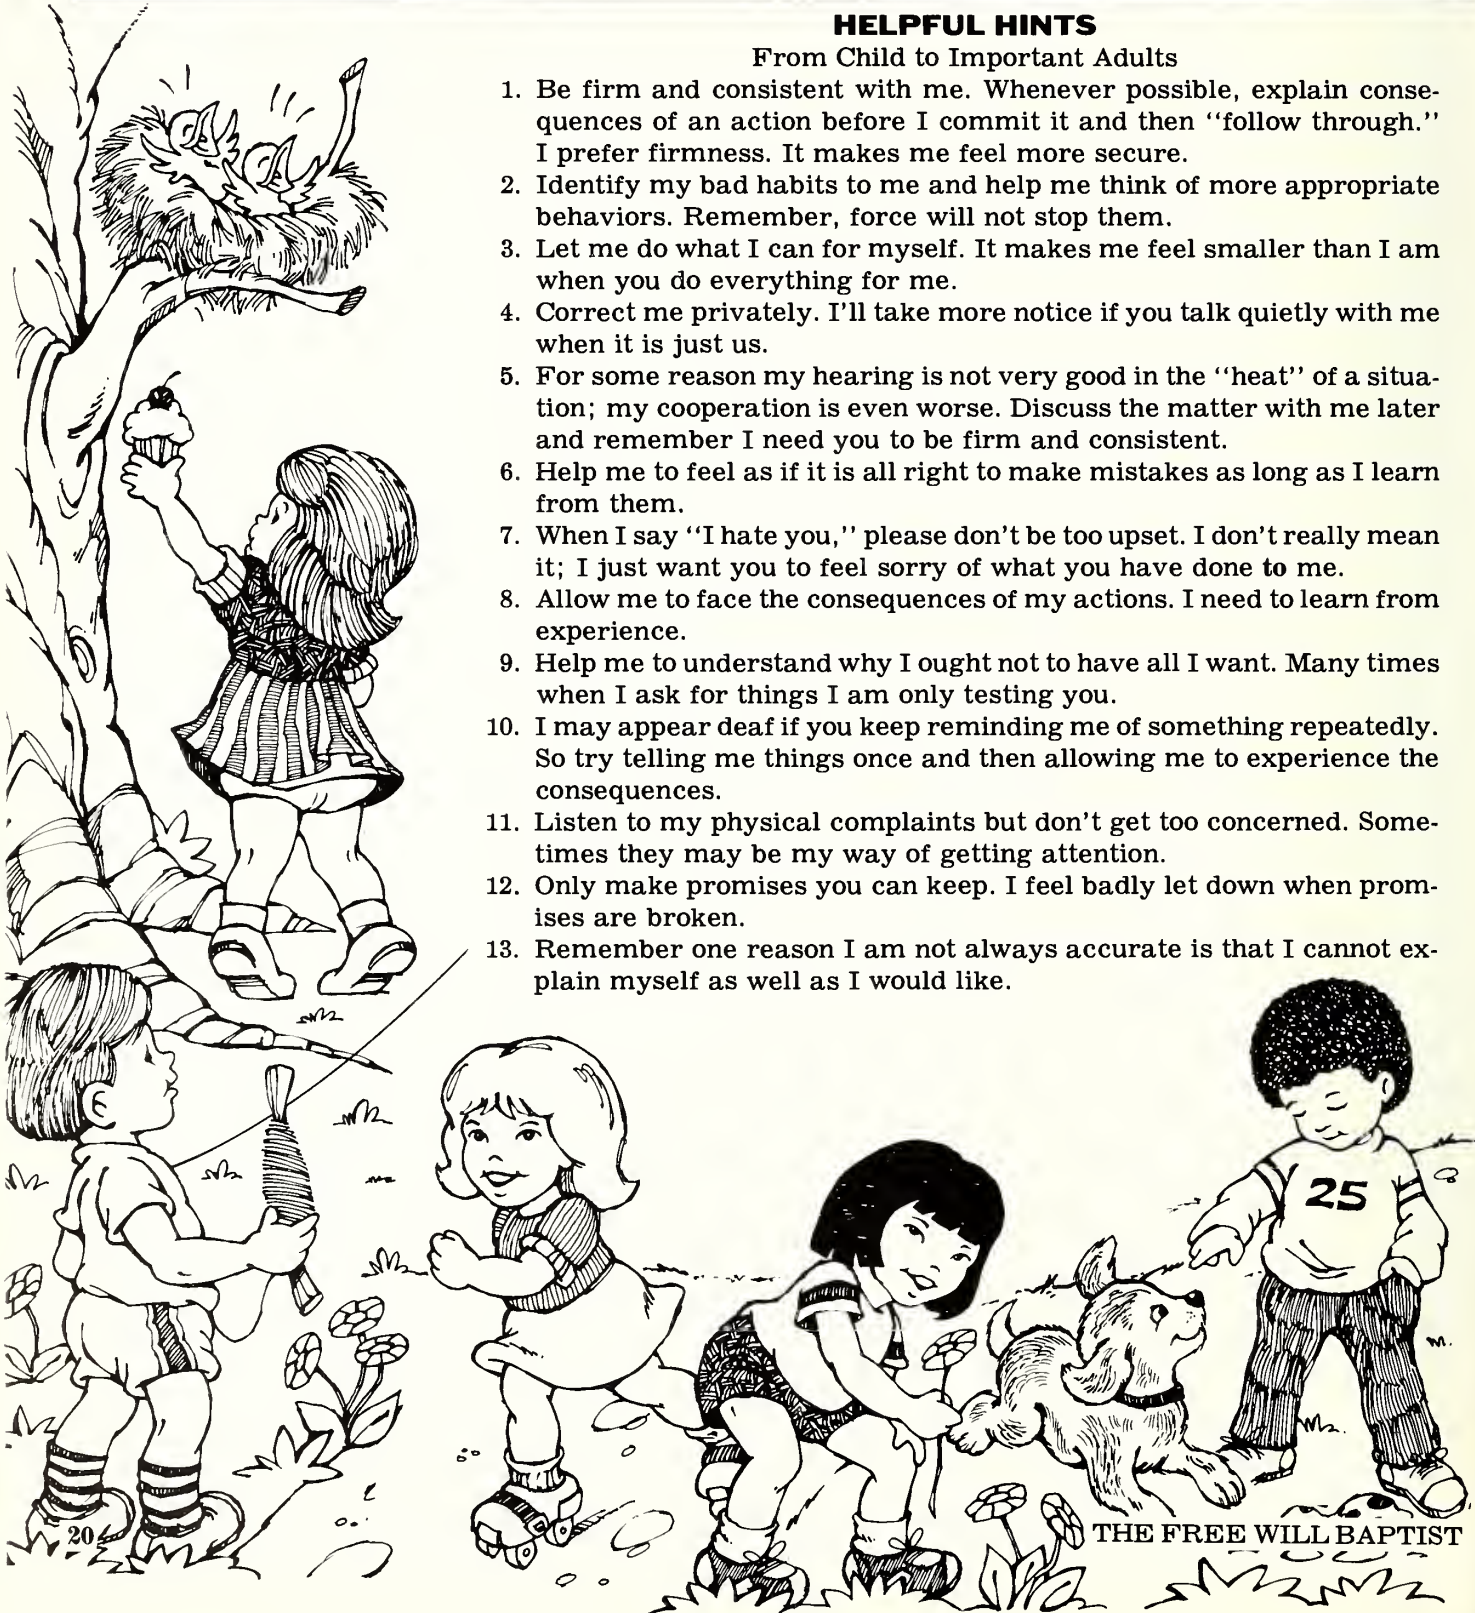 HELPFUL HINTS
From Child to Important Adults
1. Be firm and consistent with me. Whenever possible, explain conse-
quences of an action before I commit it and then "follow through."
I prefer firmness. It makes me feel more secure.
2. Identify my bad habits to me and help me think of more appropriate
behaviors. Remember, force will not stop them.
3. Let me do what I can for myself. It makes me feel smaller than I am
when you do everything for me.
4. Correct me privately. I'll take more notice if you talk quietly with me
when it is just us.
5. For some reason my hearing is not very good in the "heat" of a situa-
tion; my cooperation is even worse. Discuss the matter with me later
and remember I need you to be firm and consistent.
6. Help me to feel as if it is all right to make mistakes as long as I learn
from them.
7. When I say "I hate you," please don't be too upset. I don't really mean
it; I just want you to feel sorry of what you have done to me.
8. Allow me to face the consequences of my actions. I need to learn from
experience.
9. Help me to understand why I ought not to have all I want. Many times
when I ask for things I am only testing you.
10. I may appear deaf if you keep reminding me of something repeatedly.
So try telling me things once and then allowing me to experience the
consequences.
11. Listen to my physical complaints but don't get too concerned. Some-
times they may be my way of getting attention.
12. Only make promises you can keep. I feel badly let down when prom-
ises are broken.
13. Remember one reason I am not always accurate is that I cannot ex-
plain myself as well as I would like.
25
20
THE FREE WILL BAPTIST